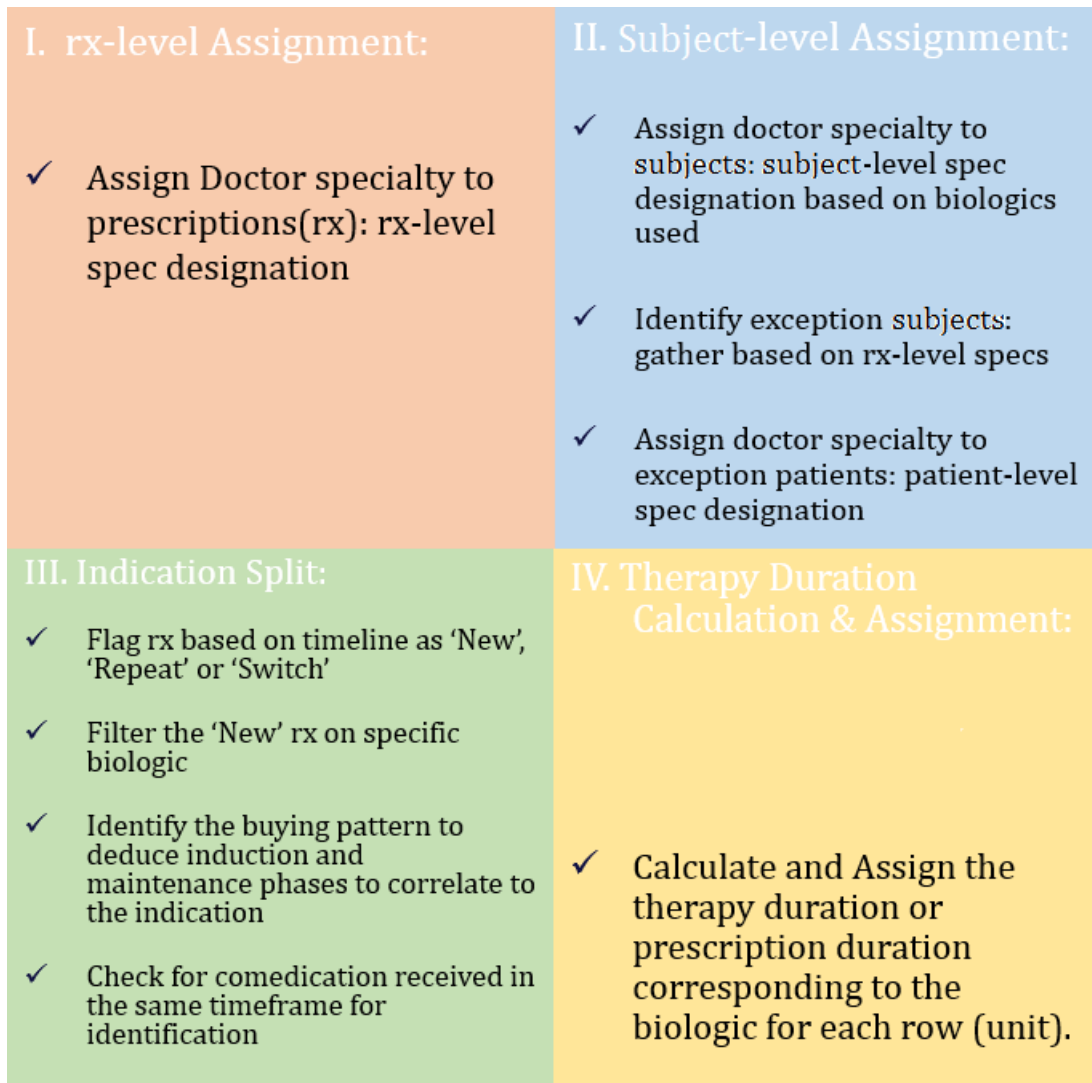 I. rx-level Assignment:
✓ Assign Doctor specialty to
prescriptions(rx): rx-level
spec designation
II. Subject-level Assignment:
✓ Assign doctor specialty to
subjects: subject-level spec
designation based on biologics
used
✓ Identify exception subjects:
gather based on rx-level specs
✓ Assign doctor specialty to
exception patients: patient-level
spec designation
III. Indication Split:
✓ Flag rx based on timeline as ‘New’,
‘Repeat’ or ‘Switch’
✓ Filter the ‘New’ rx on specific
biologic
✓ Identify the buying pattern to
deduce induction and
maintenance phases to correlate to
the indication
✓ Check for comedication received in
the same timeframe for
identification
IV. Therapy Duration
Calculation & Assignment:
✓ Calculate and Assign the
therapy duration or
prescription duration
corresponding to the
biologic for each row (unit).